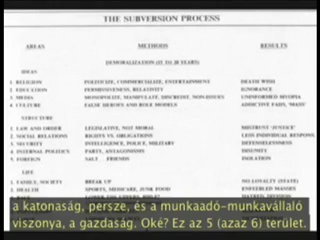 THE SUBVERSION PROCESS
AREAS METHODS RESULTS
DEMORALIZATION (15 TO 20 YEARS)
IDEAS
1 RELIGION POLITICIZE, COMMERCIALIZE, ENTERTAINMENT DEATH WISH
2 EDUCATION PERMISSIVENESS, RELATIVITY IGNORANCE
3 MEDIA MONOPOLIZE, MANIPULATE, DISCREDIT, NON-ISSUES UNINFORMED MYOPIA
4 CULTURE FALSE HEROES AND ROLE MODELS ADDICTIVE FADS, 'MASS'
STRUCTURE
1 LAW AND ORDER LEGISLATIVE, NOT MORAL MISTRUST 'JUSTICE'
2 SOCIAL RELATIONS RIGHTS VS. OBLIGATIONS LESS INDIVIDUAL RESPONSIBILITY
3 SECURITY INTELLIGENCE, POLICE, MILITARY DEFENSELESSNESS
4 INTERNAL POLITICS PARTY, ANTAGONISMS DISUNITY
5 FOREIGN SALT FRIENDS ISOLATION
LIFE
1 FAMILY, SOCIETY BREAK UP NO LOYALTY (STATE)
2 HEALTH SPORTS, MEDICARE, JUNK FOOD ENFEEBLED MASSES
a katonaság, persze, és a munkaadó-munkavállaló
viszonya, a gazdaság. Oké? Ez az 5 (azaz 6) terület.